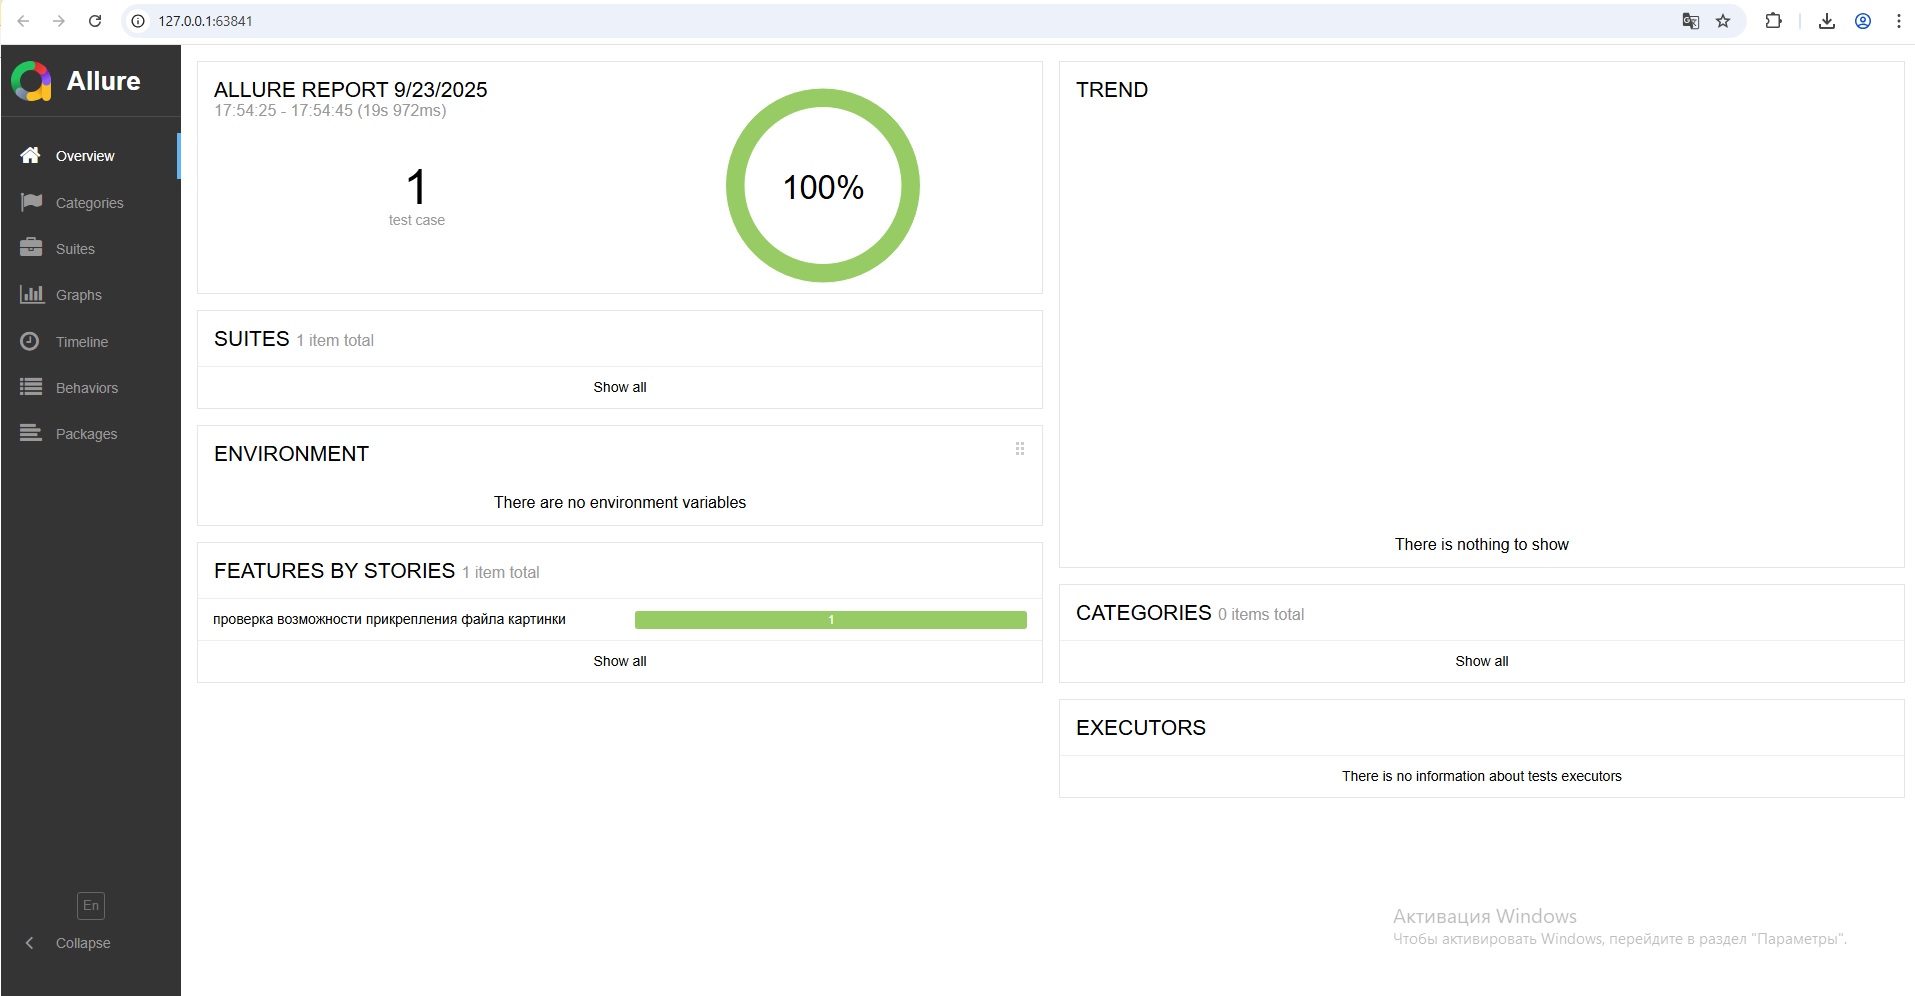 127.0.0.1:63841
Allure
Overview
Categories
Suites
Graphs
Timeline
Behaviors
Packages
En
Collapse
ALLURE REPORT 9/23/2025
17:54:25 - 17:54:45 (19s 972ms)
1
test case
100%
SUITES 1 item total
Show all
ENVIRONMENT
There are no environment variables
FEATURES BY STORIES 1 item total
проверка возможности прикрепления файла картинки 1
Show all
TREND
There is nothing to show
CATEGORIES 0 items total
Show all
EXECUTORS
There is no information about tests executors
Активация Windows
Чтобы активировать Windows, перейдите в раздел "Параметры".